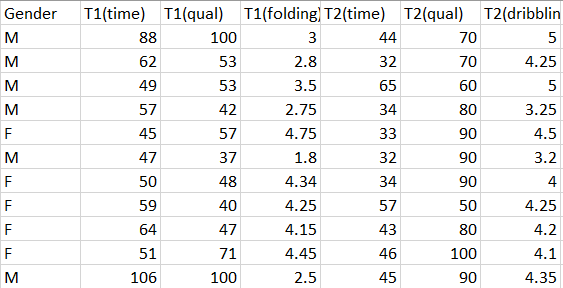 Gender T1(time) T1(qual) T1(folding) T2(time) T2(qual) T2(dribblin
M 88 100 3 44 70 5
M 62 53 2.8 32 70 4.25
M 49 53 3.5 65 60 5
M 57 42 2.75 34 80 3.25
F 45 57 4.75 33 90 4.5
M 47 37 1.8 32 90 3.2
F 50 48 4.34 34 90 4
F 59 40 4.25 57 50 4.25
F 64 47 4.15 43 80 4.2
F 51 71 4.45 46 100 4.1
M 106 100 2.5 45 90 4.35